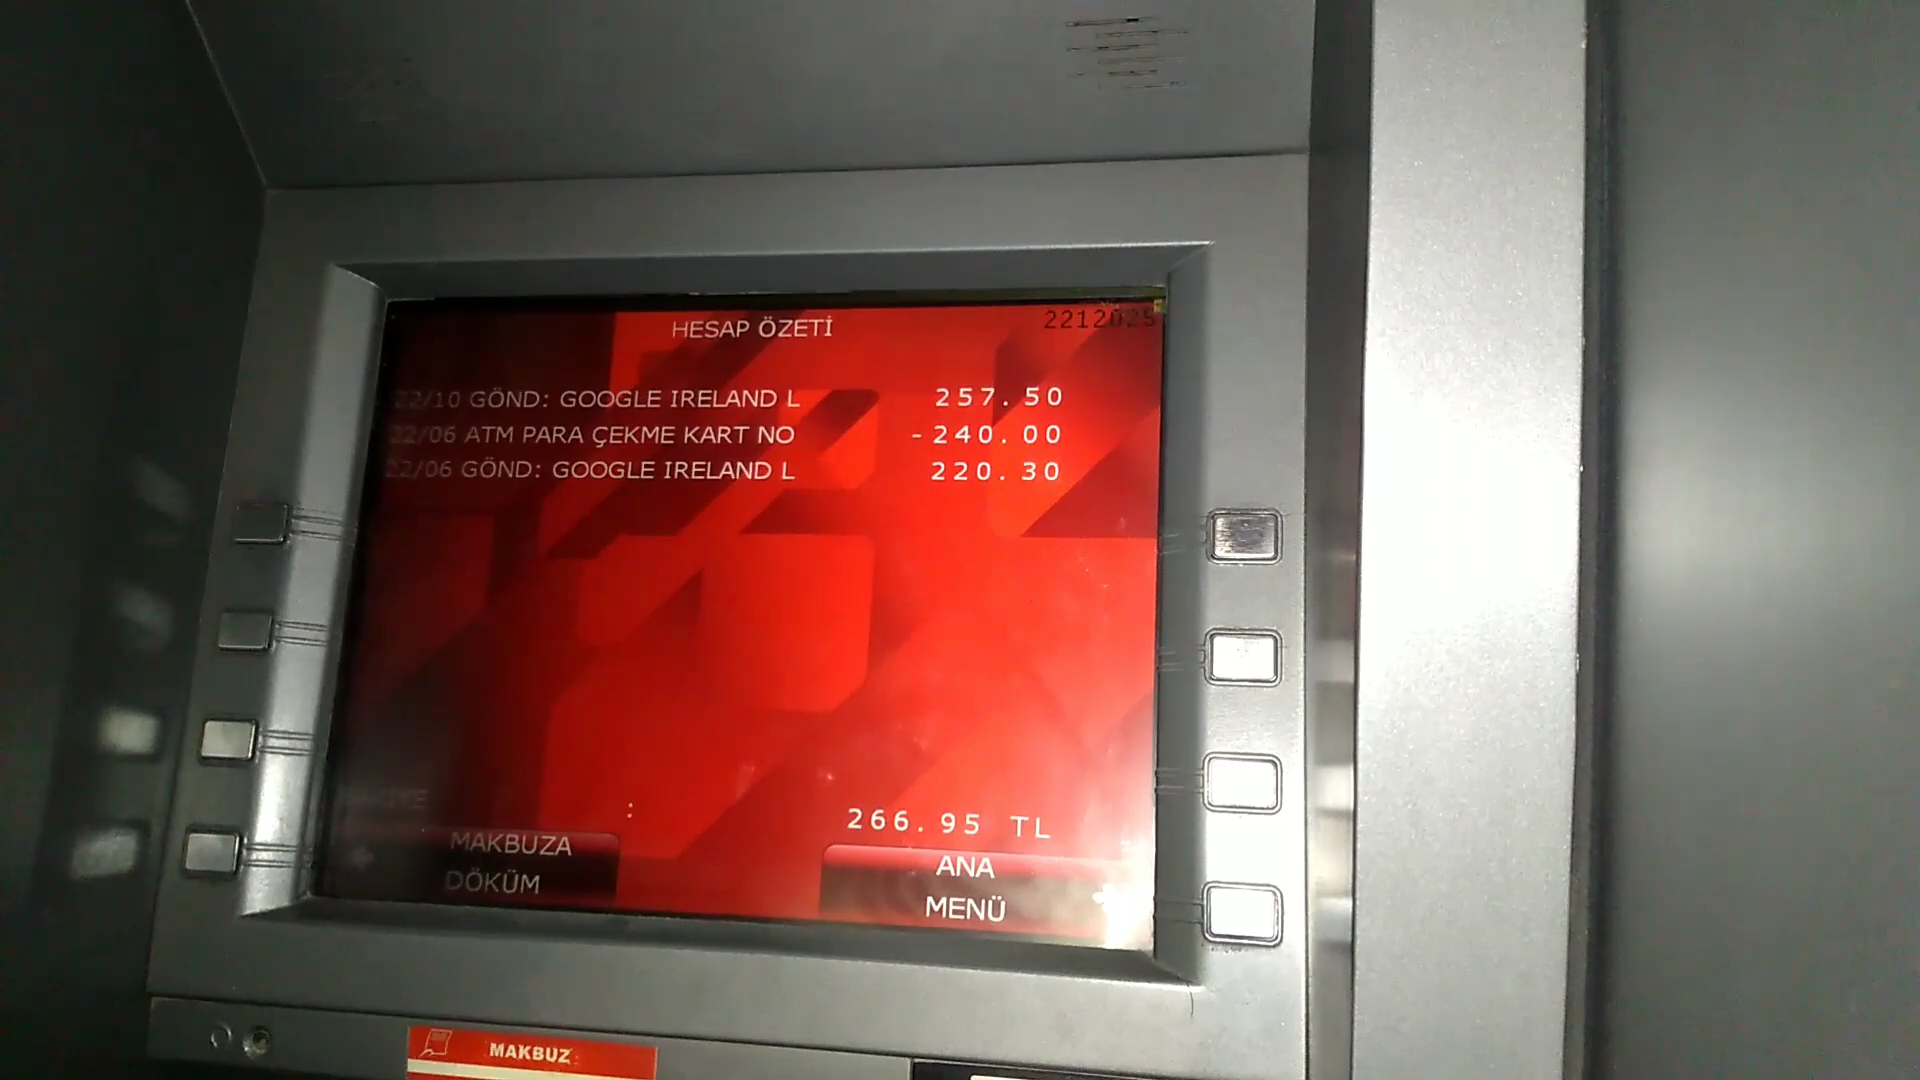 HESAP ÖZETİ
2212025
22/10 GÖND: GOOGLE IRELAND L 257.50
22/06 ATM PARA ÇEKME KART NO -240.00
22/06 GÖND: GOOGLE IRELAND L 220.30
: 266.95 TL
MAKBUZA
DÖKÜM
ANA
MENÜ
MAKBUZ